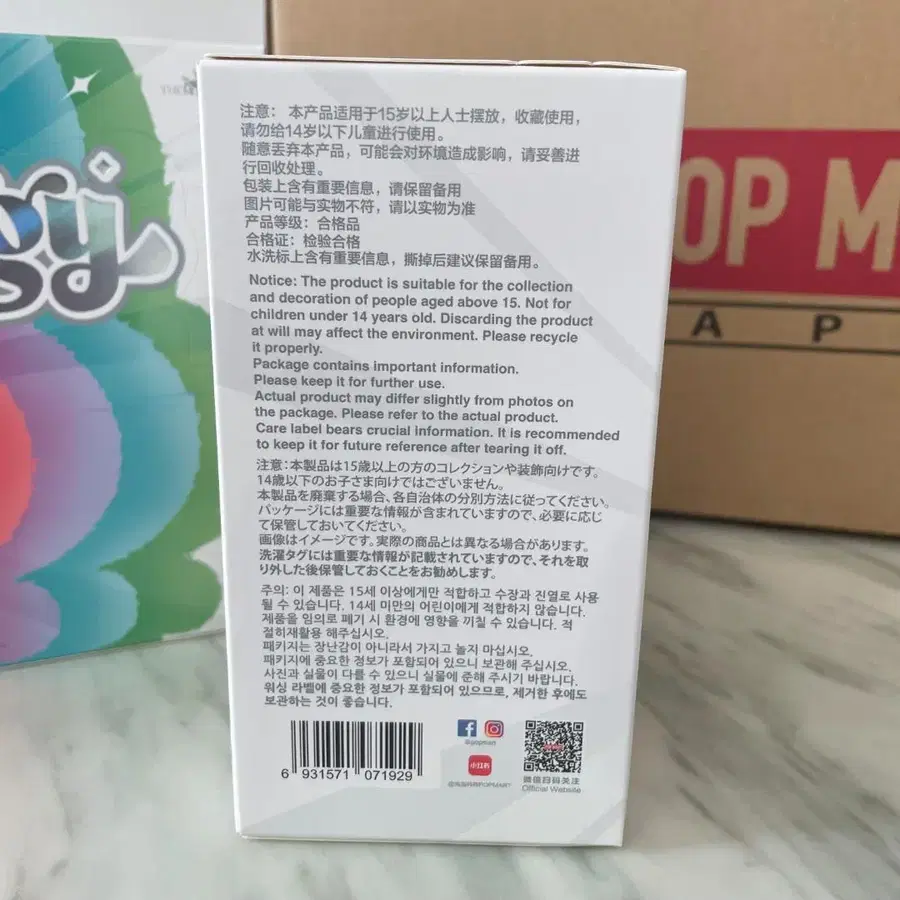 注意： 本产品适用于15岁以上人士摆放，收藏使用，
请勿给14岁以下儿童进行使用。
随意丢弃本产品，可能会对环境造成影响，请妥善进
行回收处理。
包装上含有重要信息，请保留备用
图片可能与实物不符，请以实物为准
产品等级：合格品
合格证：检验合格
水洗标上含有重要信息，撕掉后建议保留备用。
Notice: The product is suitable for the collection
and decoration of people aged above 15. Not for
children under 14 years old. Discarding the product
at will may affect the environment. Please recycle
it properly.
Package contains important information.
Please keep it for further use.
Actual product may differ slightly from photos on
the package. Please refer to the actual product.
Care label bears crucial information. It is recommended
to keep it for future reference after tearing it off.
注意：本製品は15歳以上の方のコレクションや装飾向けです。
14歳以下のお子さま向けではございません。
本製品を廃棄する場合、各自治体の分別方法に従ってください。
パッケージには重要な情報が含まれていますので、必要に応じ
て保管しておいてください。
画像はイメージです。実際の商品とは異なる場合があります。
洗濯タグには重要な情報が記載されていますので、それを取
り外した後保管しておくことをお勧めします。
주의: 이 제품은 15세 이상에게만 적합하고 수장과 진열로 사용
될 수 있습니다. 14세 미만의 어린이에게 적합하지 않습니다.
제품을 임의로 폐기 시 환경에 영향을 끼칠 수 있습니다. 적
절히재활용 해주십시오.
패키지는 장난감이 아니라서 가지고 놀지 마십시오.
패키지에 중요한 정보가 포함되어 있으니 보관해 주십시오.
사진과 실물이 다를 수 있으니 실물에 준해 주시기 바랍니다.
워싱 라벨에 중요한 정보가 포함되어 있으므로, 제거한 후에도
보관하는 것이 좋습니다.
6 931571 071929
@popmart
小红书
@泡泡玛特POPMART
微信扫码关注
Official Website
OP M
A P